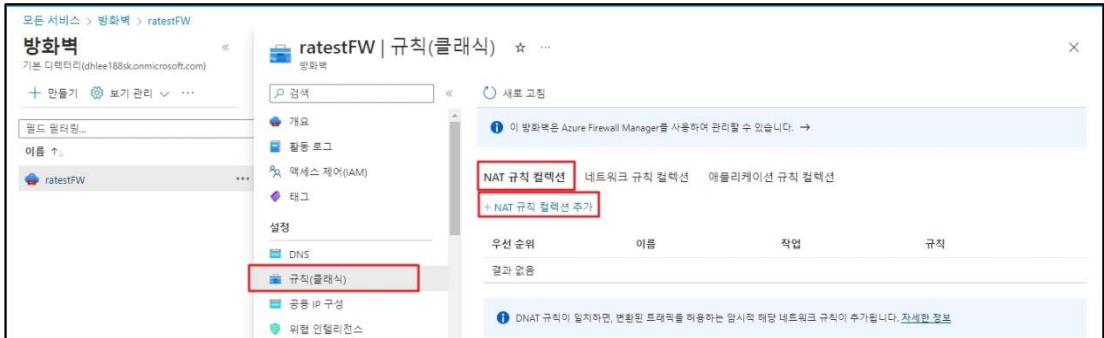 모든 서비스 > 방화벽 > ratestFW
방화벽
기본 디렉터리(dhlee188sk.onmicrosoft.com)
+ 만들기 보기 관리 ···
필드 필터링...
이름 ↑↓
ratestFW ···
ratestFW | 규칙(클래식) ☆ ···
방화벽
검색
개요
활동 로그
액세스 제어(IAM)
태그
설정
DNS
규칙(클래식)
공용 IP 구성
위협 인텔리전스
새로 고침
이 방화벽은 Azure Firewall Manager를 사용하여 관리할 수 있습니다. →
NAT 규칙 컬렉션 네트워크 규칙 컬렉션 애플리케이션 규칙 컬렉션
+ NAT 규칙 컬렉션 추가
우선 순위 이름 작업 규칙
결과 없음
DNAT 규칙이 일치하면, 변환된 트래픽을 허용하는 암시적 해당 네트워크 규칙이 추가됩니다. 자세한 정보